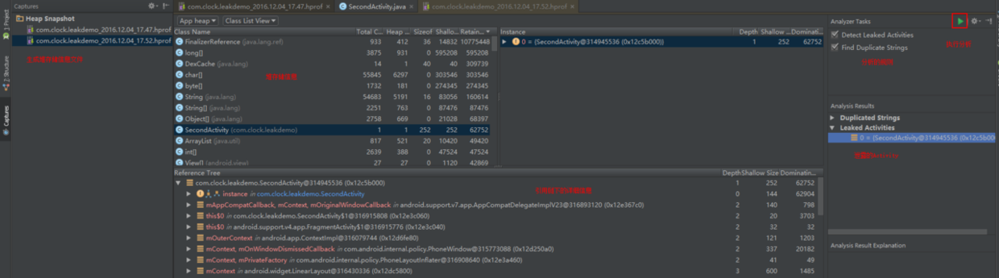 Captures
Heap Snapshot
com.clock.leakdemo_2016.12.04_17.47.hprof
com.clock.leakdemo_2016.12.04_17.52.hprof
1: Project
7: Structure
Captures
com.clock.leakdemo_2016.12.04_17.47.hprof
SecondActivity.java
com.clock.leakdemo_2016.12.04_17.52.hprof
App heap
Class List View
Class Name Total C... Heap ... Sizeof Shallo... Retain...
FinalizerReference (java.lang.ref) 933 412 36 14832 10775448
long[] 3875 931 0 595208 595208
DexCache (java.lang) 14 1 40 40 309739
char[] 55845 6297 0 303546 303546
byte[] 1732 181 0 274345 274345
String (java.lang) 54683 5191 16 83056 160614
String[] (java.lang) 2251 763 0 87476 87476
Object[] (java.lang) 2758 669 0 21028 68397
SecondActivity (com.clock.leakdemo) 1 1 252 252 62752
ArrayList (java.util) 817 521 20 10420 49420
int[] 2639 388 0 47524 47524
View[] (android.view) 27 27 0 1120 42869
Instance Depth Shallow ... Dominati...
0 = {SecondActivity@314945536 (0x12c5b000)} 1 252 62752
Reference Tree Depth Shallow Size Dominatin...
com.clock.leakdemo.SecondActivity@314945536 (0x12c5b000) 1 252 62752
instance in com.clock.leakdemo.SecondActivity 0 144 62904
mAppCompatCallback, mContext, mOriginalWindowCallback in android.support.v7.app.AppCompatDelegateImplV23@316893120 (0x12e367c0) 2 140 798
this$0 in com.clock.leakdemo.SecondActivity$1@316915808 (0x12e3c060) 2 20 3703
this$0 in android.support.v4.app.FragmentActivity$1@316915776 (0x12e3c040) 2 32 32
mOuterContext in android.app.ContextImpl@316079744 (0x12d6fe80) 2 121 1203
mContext, mOnWindowDismissedCallback in com.android.internal.policy.PhoneWindow@315773088 (0x12d250a0) 2 337 20182
mContext, mPrivateFactory in com.android.internal.policy.PhoneLayoutInflater@316908640 (0x12e3a460) 2 41 49
mContext in android.widget.LinearLayout@316430336 (0x12dc5800) 3 600 1485
Analyzer Tasks
Detect Leaked Activities
Find Duplicate Strings
Analysis Results
Duplicated Strings
Leaked Activities
0 = {SecondActivity@314945536 (0x12c5b000
Analysis Result Explanation